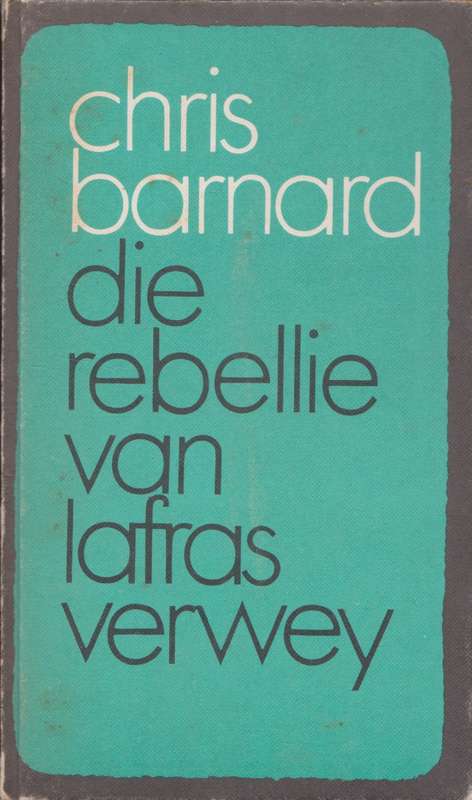 chris
barnard
die
rebellie
van
lafras
verwey